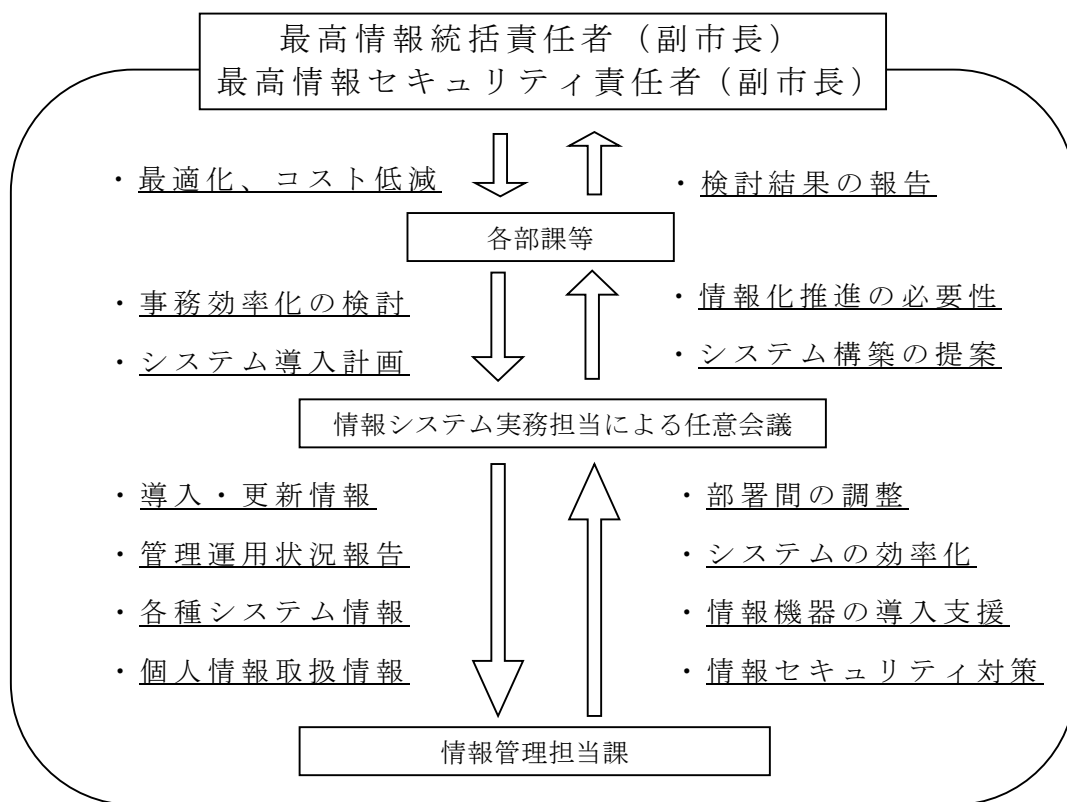 最高情報統括責任者（副市長）
最高情報セキュリティ責任者（副市長）
・最適化、コスト低減
・検討結果の報告
各部課等
・事務効率化の検討
・システム導入計画
・情報化推進の必要性
・システム構築の提案
情報システム実務担当による任意会議
・導入・更新情報
・管理運用状況報告
・各種システム情報
・個人情報取扱情報
・部署間の調整
・システムの効率化
・情報機器の導入支援
・情報セキュリティ対策
情報管理担当課